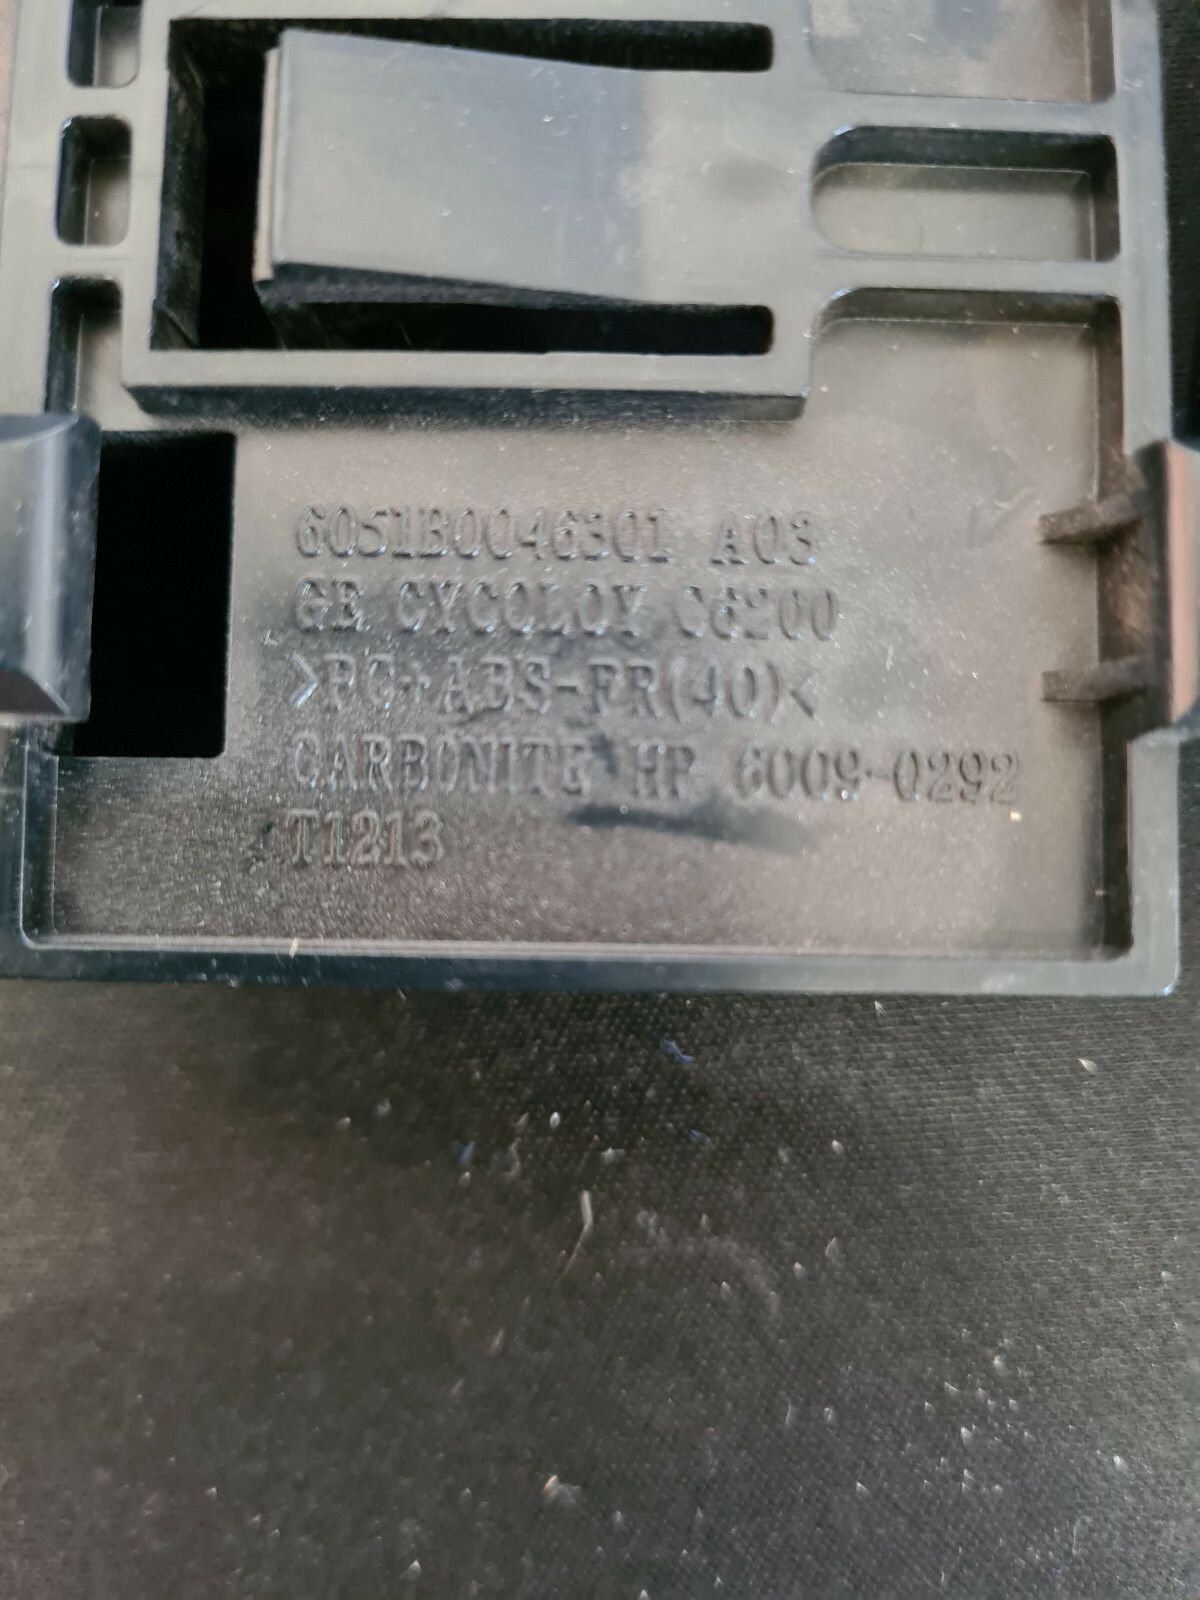 6051B0046301 A03
GE CYCOLOY C6200
>PC+ABS-FR(40)<
CARBONITE HP 6009-0292
T1213